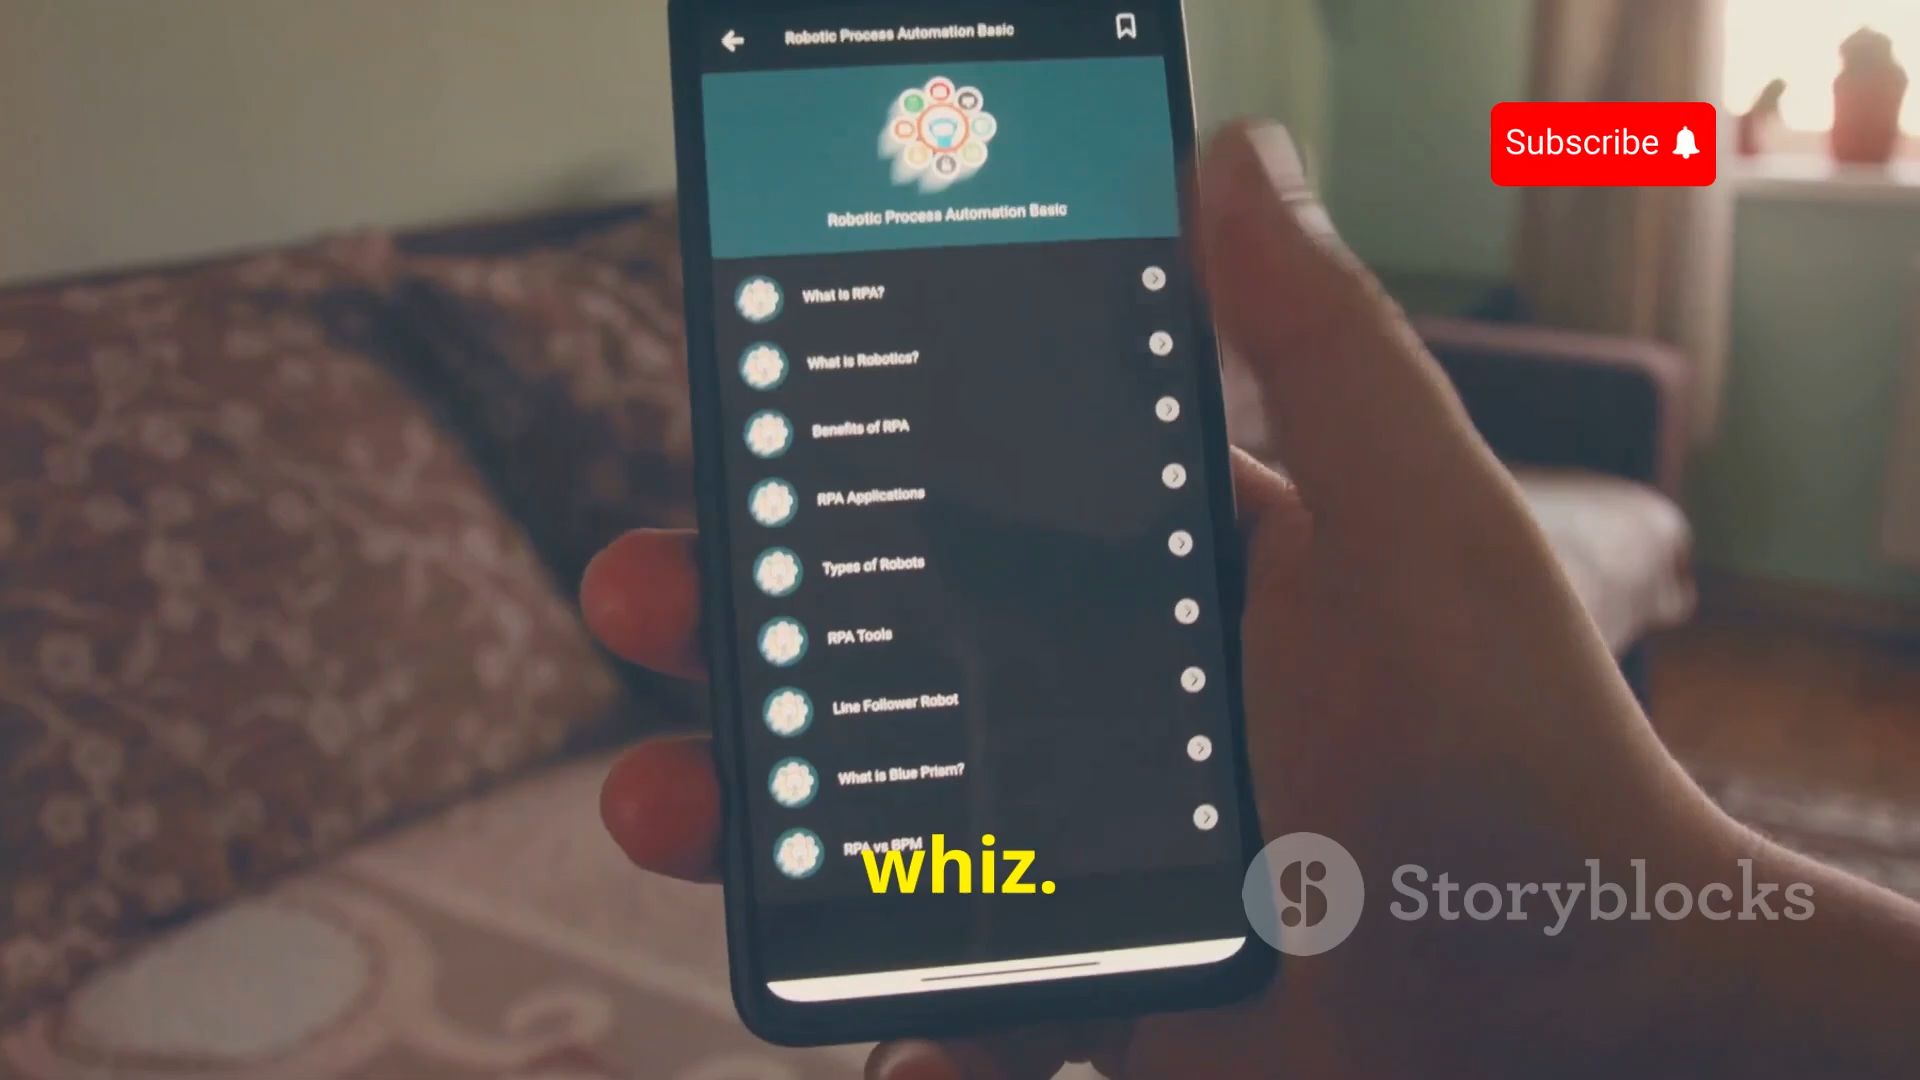 Robotic Process Automation Basic
Subscribe
Robotic Process Automation Basic
What is RPA?
What is Robotics?
Benefits of RPA
RPA Applications
Types of Robots
RPA Tools
Line Follower Robot
What is Blue Prism?
RPA vs BPM
whiz.
Storyblocks